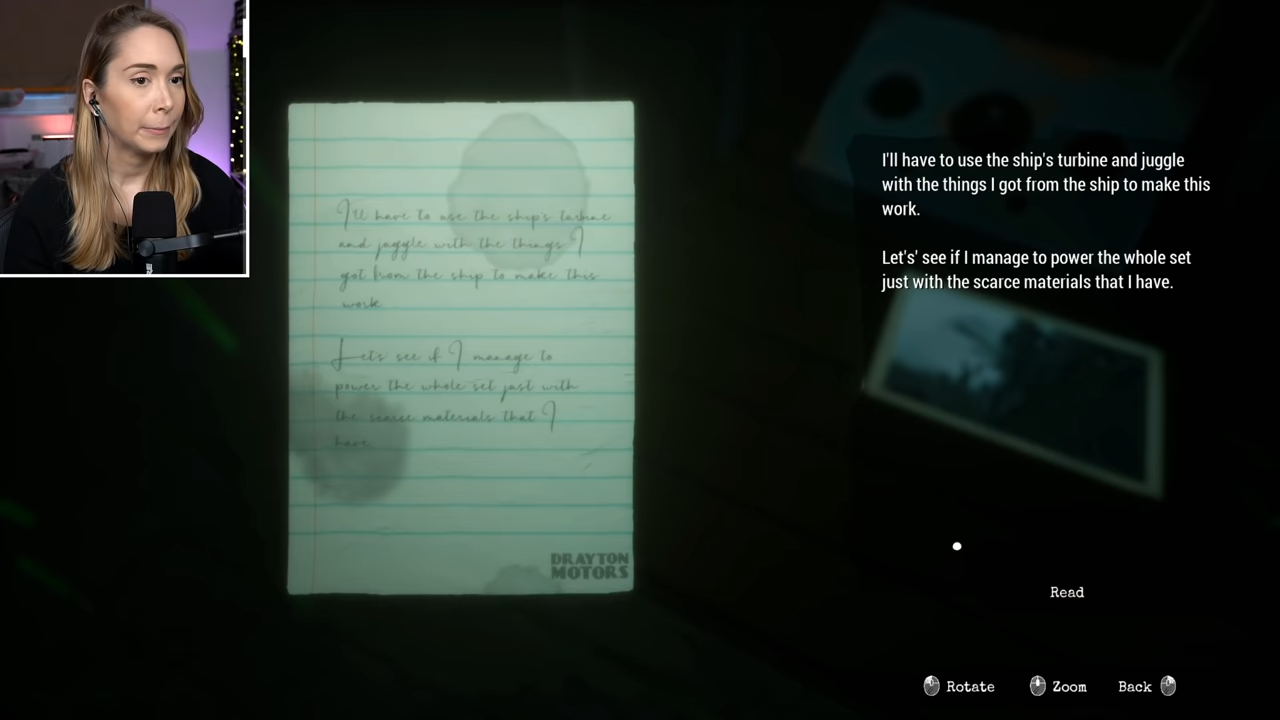 I'll have to use the ship's turbine
and juggle with the things I
got from the ship to make this
work.
Let's see if I manage to
power the whole set just with
the scarce materials that I
have.
DRAYTON
MOTORS
I'll have to use the ship's turbine and juggle
with the things I got from the ship to make this
work.
Let's' see if I manage to power the whole set
just with the scarce materials that I have.
Read
Rotate
Zoom
Back